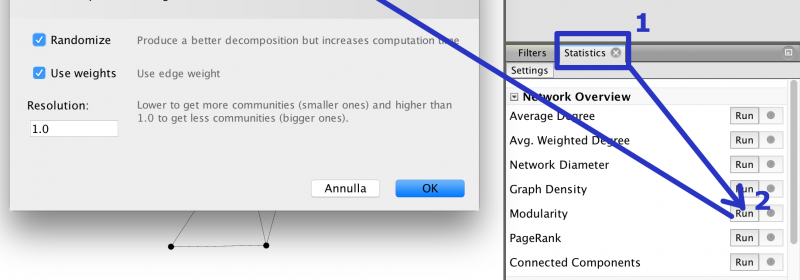 Randomize Produce a better decomposition but increases computation time
Use weights Use edge weight
Resolution: Lower to get more communities (smaller ones) and higher than
1.0 to get less communities (bigger ones).
1.0
Annulla OK
1
Filters Statistics
Settings
Network Overview
Average Degree Run
Avg. Weighted Degree Run
Network Diameter Run
Graph Density Run
2
Modularity Run
PageRank Run
Connected Components Run